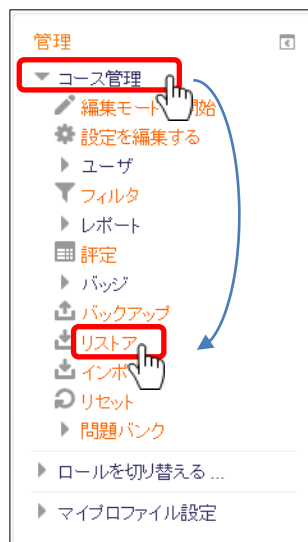 管理
コース管理
編集モード 開始
設定を編集する
ユーザ
フィルタ
レポート
評定
バッジ
バックアップ
リストア
インポ
リセット
問題バンク
ロールを切り替える ...
マイプロファイル設定